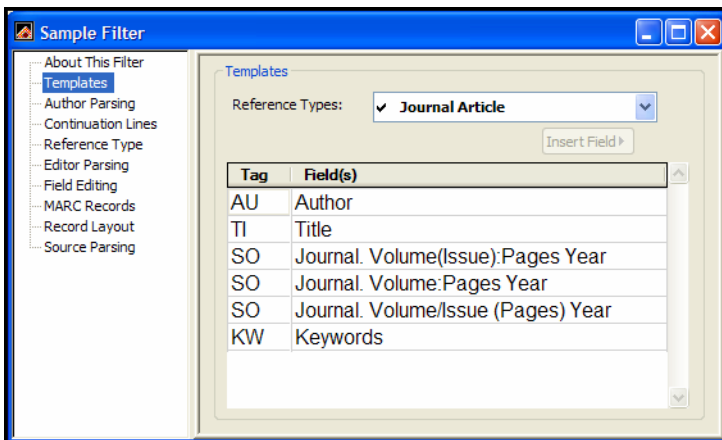 Sample Filter
About This Filter
Templates
Author Parsing
Continuation Lines
Reference Type
Editor Parsing
Field Editing
MARC Records
Record Layout
Source Parsing
Templates
Reference Types: Journal Article
Insert Field
Tag Field(s)
AU Author
TI Title
SO Journal. Volume(Issue):Pages Year
SO Journal. Volume:Pages Year
SO Journal. Volume/Issue (Pages) Year
KW Keywords